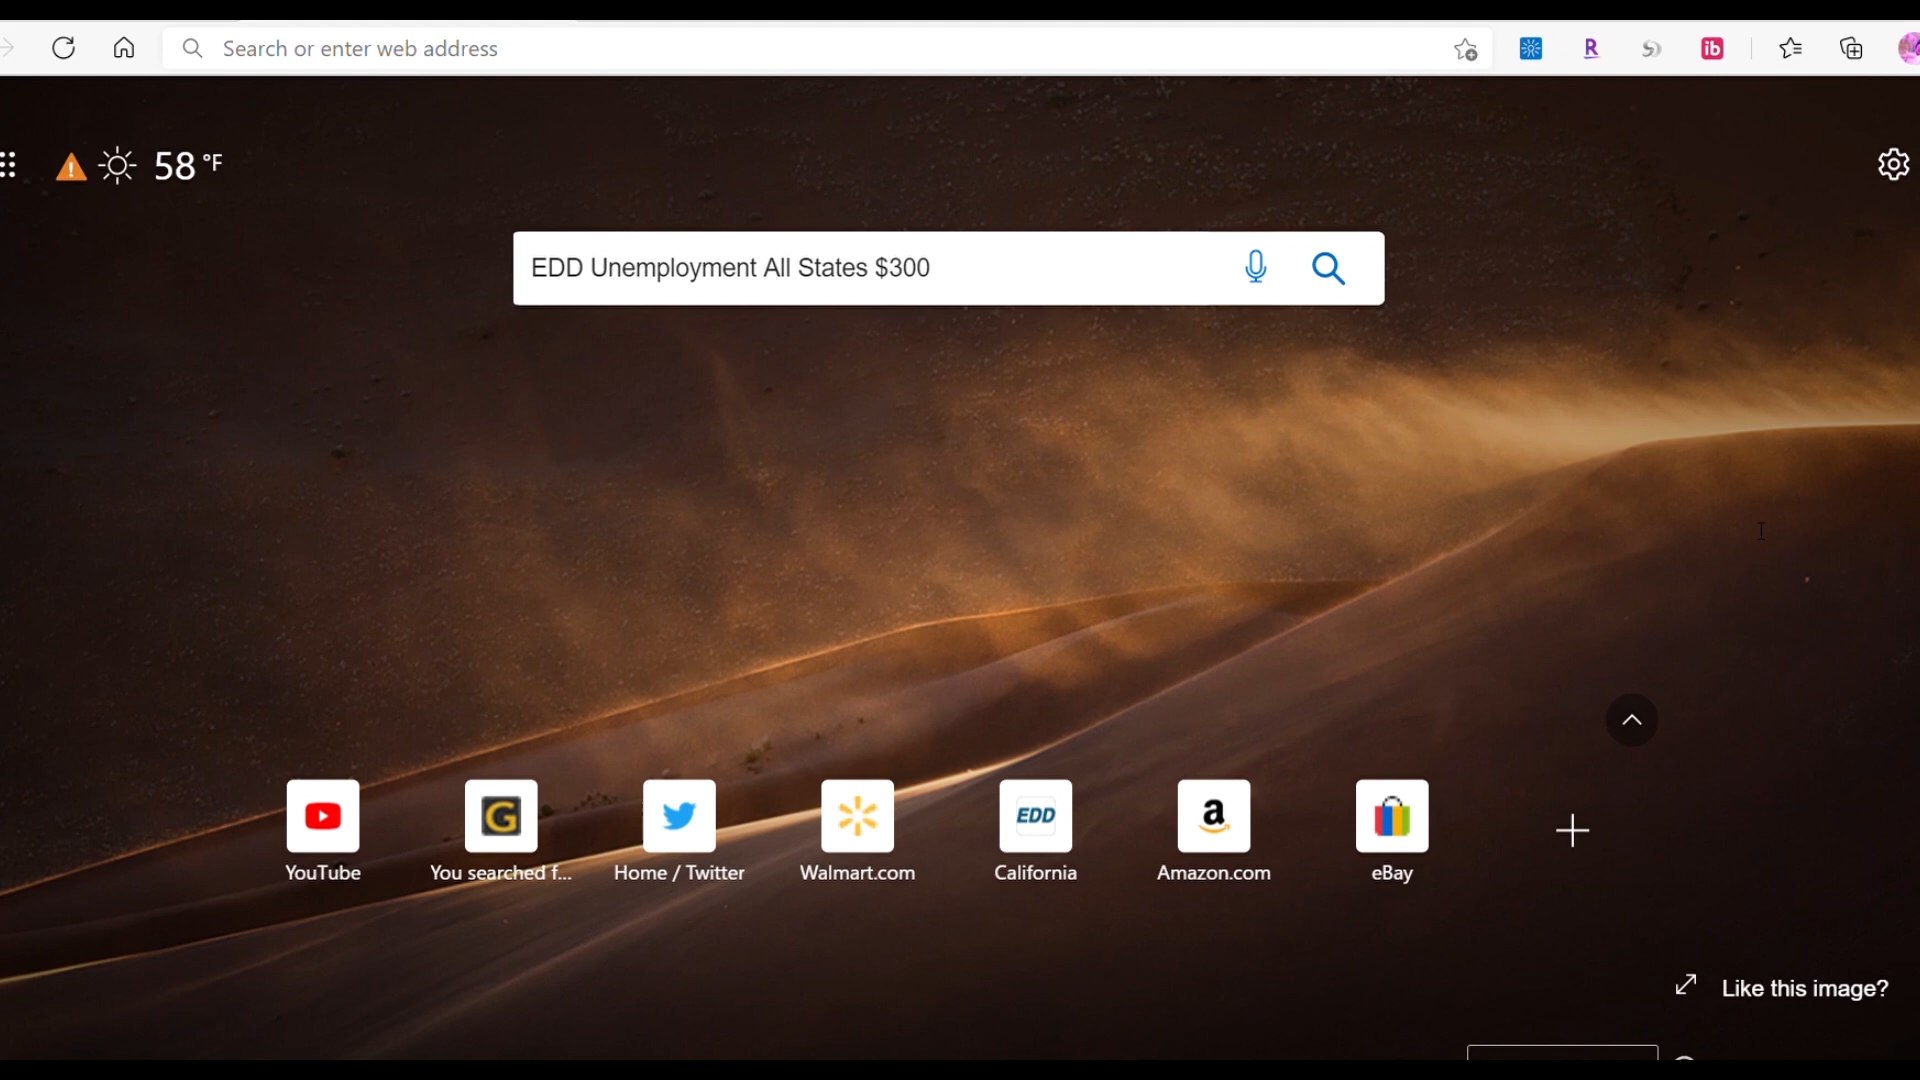 Search or enter web address
R
ib
58 °F
EDD Unemployment All States $300
G
EDD
a
YouTube
You searched f...
Home / Twitter
Walmart.com
California
Amazon.com
eBay
Like this image?